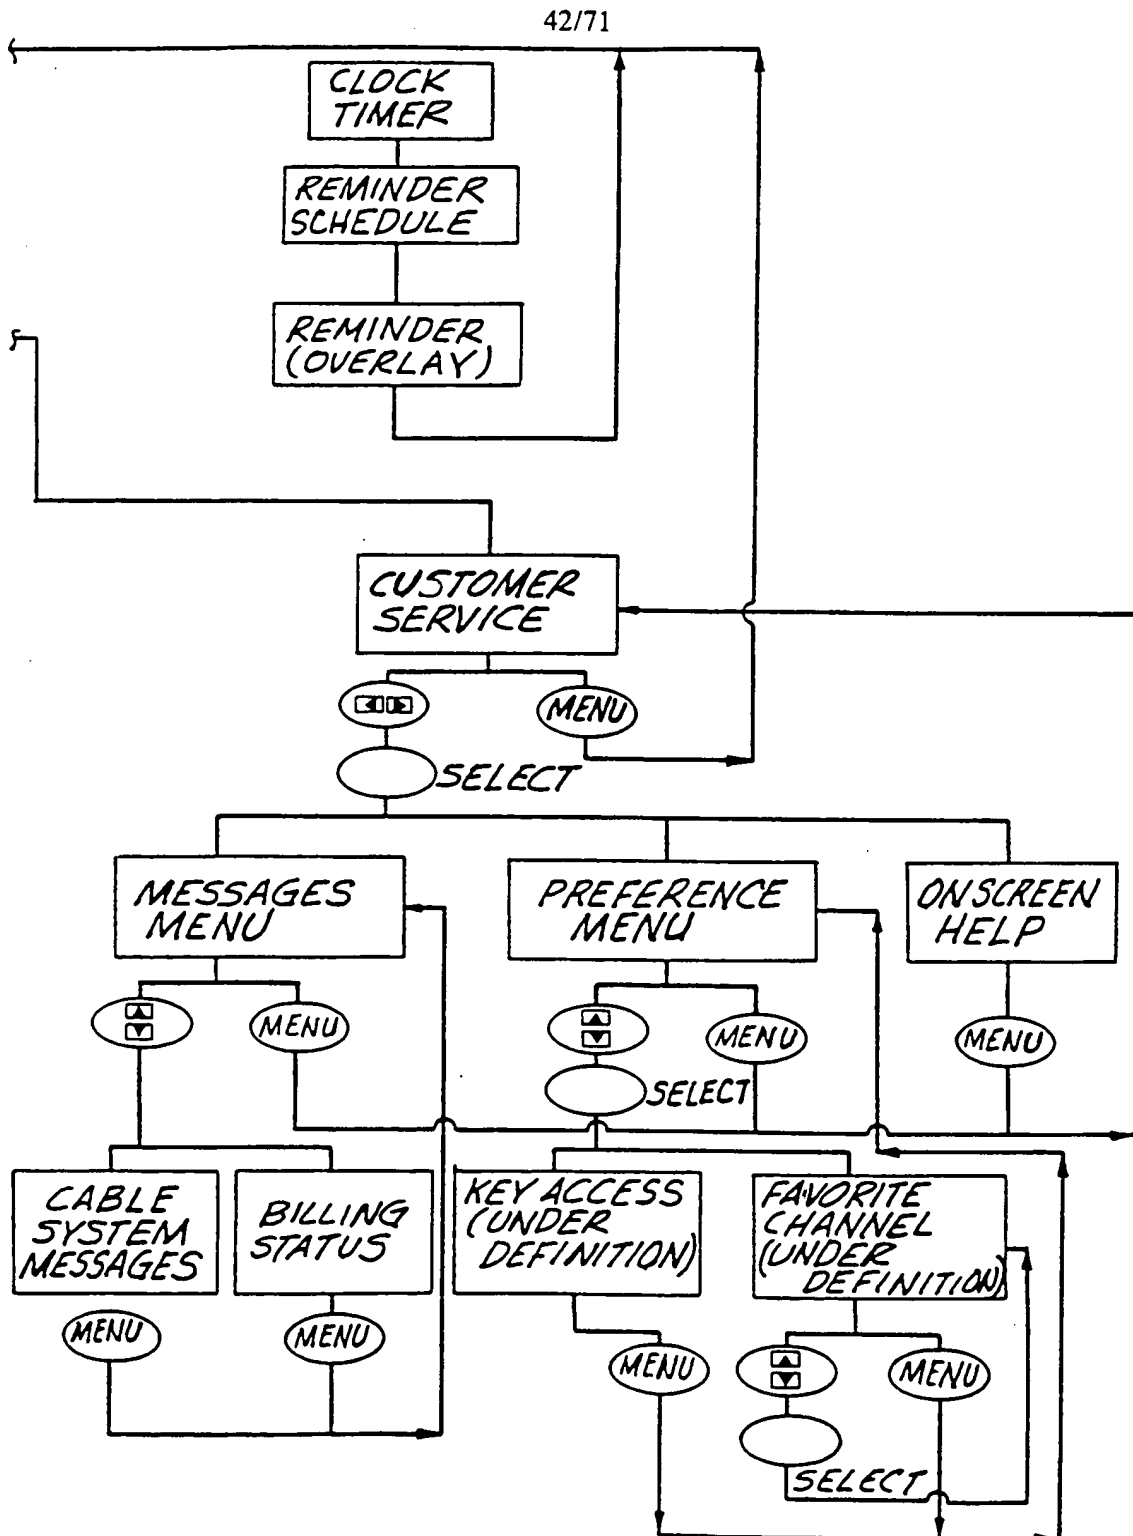 42/71
CLOCK
TIMER
REMINDER
SCHEDULE
REMINDER
(OVERLAY)
CUSTOMER
SERVICE
MENU
SELECT
MESSAGES
MENU
PREFERENCE
MENU
ONSCREEN
HELP
MENU
MENU
MENU
SELECT
CABLE
SYSTEM
MESSAGES
BILLING
STATUS
KEY ACCESS
(UNDER
DEFINITION)
FAVORITE
CHANNEL
(UNDER
DEFINITION)
MENU
MENU
MENU
MENU
SELECT